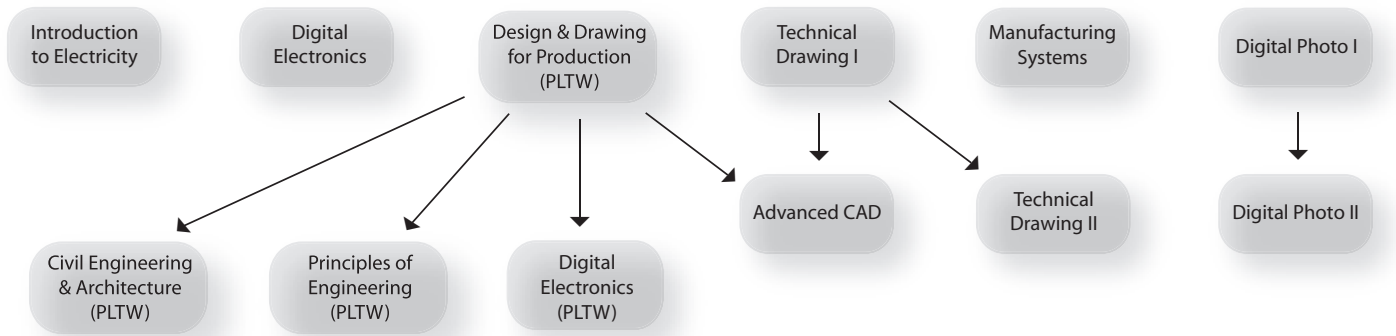 Introduction
to Electricity
Digital
Electronics
Design & Drawing
for Production
(PLTW)
Technical
Drawing I
Manufacturing
Systems
Digital Photo I
Advanced CAD
Technical
Drawing II
Digital Photo II
Civil Engineering
& Architecture
(PLTW)
Principles of
Engineering
(PLTW)
Digital
Electronics
(PLTW)